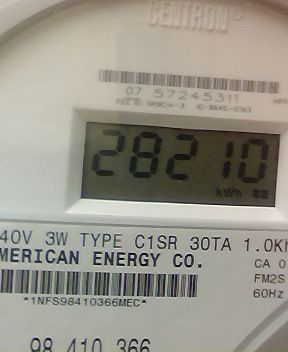 CENTRON
07 57245311
28210
kWh
40V 3W TYPE C1SR 30TA 1.0Kh
MERICAN ENERGY CO.
CA 0
FM2S
60Hz
*1NFS98410366MEC*
98 410 366